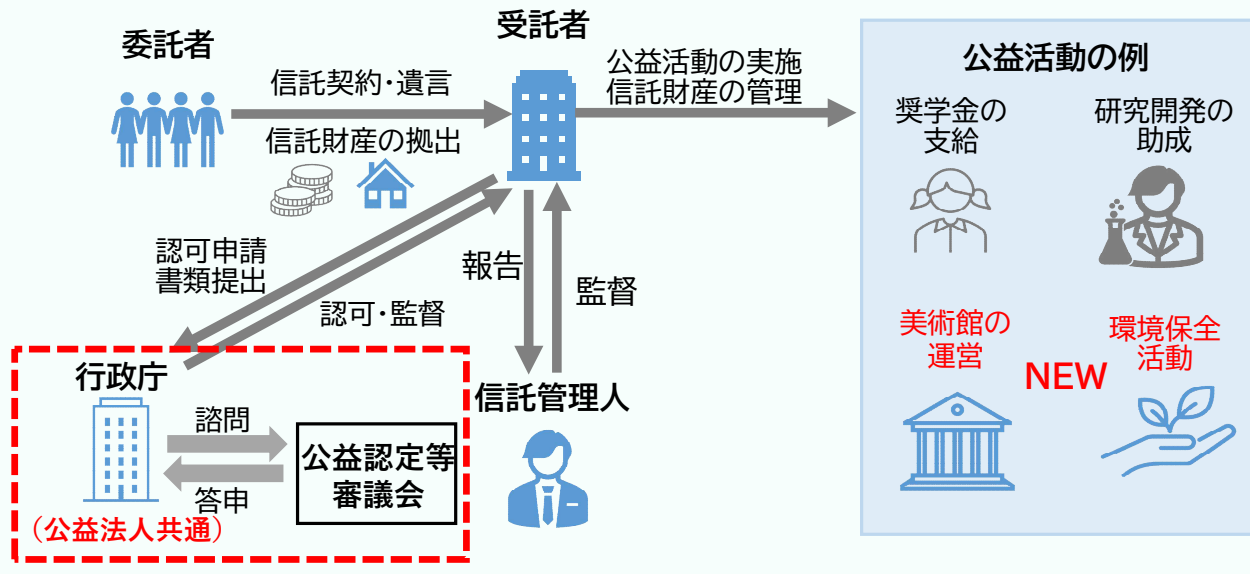 委託者
受託者
信託契約・遺言
信託財産の拠出
公益活動の実施
信託財産の管理
認可申請
書類提出
認可・監督
報告
監督
行政庁
諮問
答申
公益認定等
審議会
（公益法人共通）
信託管理人
公益活動の例
奨学金の
支給
研究開発の
助成
美術館の
運営
NEW
環境保全
活動